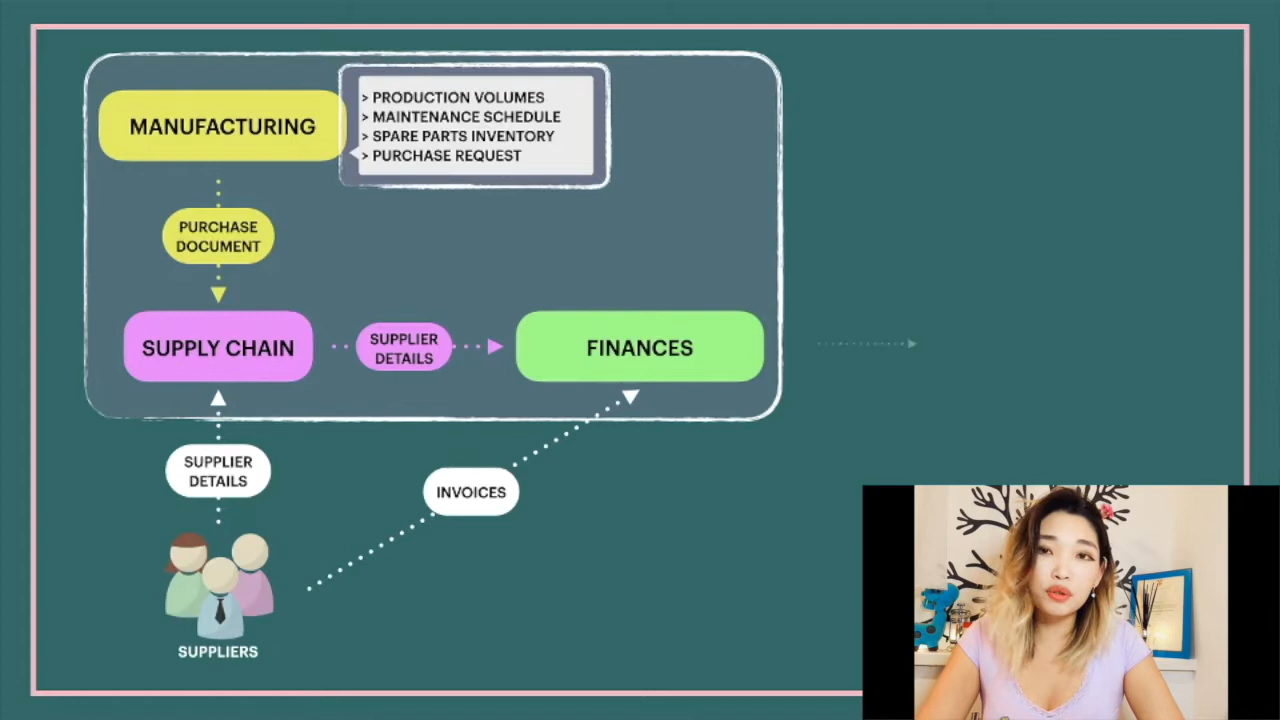 MANUFACTURING
> PRODUCTION VOLUMES
> MAINTENANCE SCHEDULE
> SPARE PARTS INVENTORY
> PURCHASE REQUEST
PURCHASE
DOCUMENT
SUPPLY CHAIN
SUPPLIER
DETAILS
FINANCES
SUPPLIER
DETAILS
INVOICES
SUPPLIERS